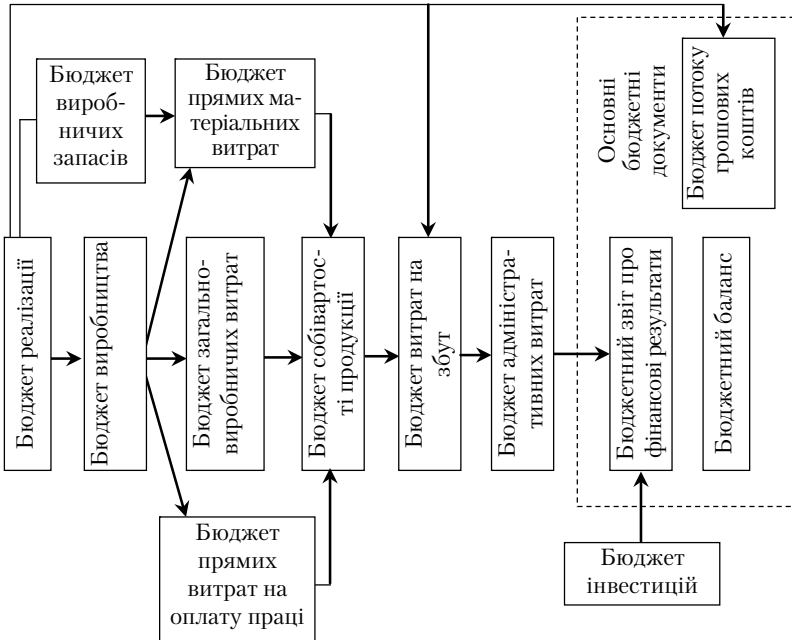 Бюджет
вироб-
ничих
запасів
Бюджет
прямих ма-
теріальних
витрат
Основні
бюджетні
документи
Бюджет потоку
грошових
коштів
Бюджет реалізації
Бюджет виробництва
Бюджет загально-
виробничих витрат
Бюджет собівартос-
ті продукції
Бюджет витрат на
збут
Бюджет адміністра-
тивних витрат
Бюджетний звіт про
фінансові результати
Бюджетний баланс
Бюджет
прямих
витрат на
оплату праці
Бюджет
інвестицій